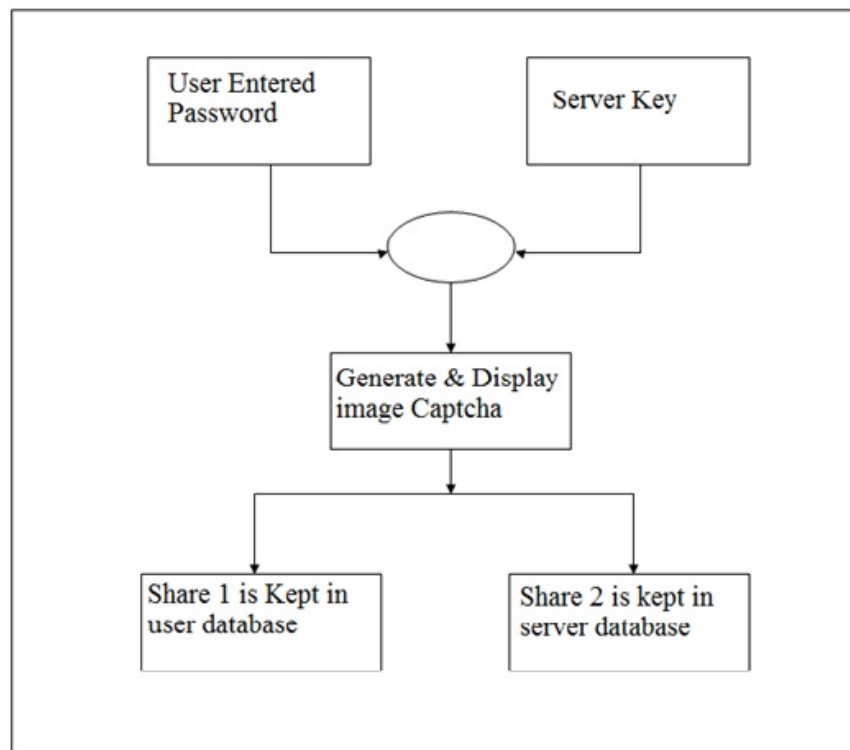 User Entered
Password
Server Key
Generate & Display
image Captcha
Share 1 is Kept in
user database
Share 2 is kept in
server database